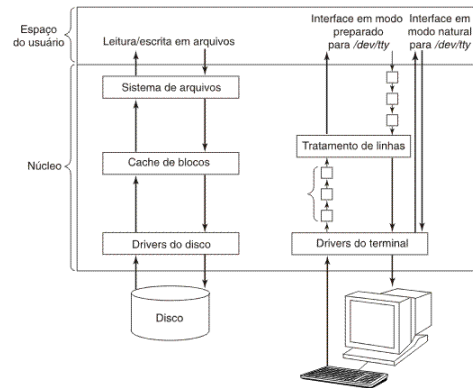 Espaço
do usuário
Leitura/escrita em arquivos
Interface em modo
preparado
para /dev/tty
Interface em
modo natural
para /dev/tty
Núcleo
Sistema de arquivos
Cache de blocos
Drivers do disco
Disco
Tratamento de linhas
Drivers do terminal